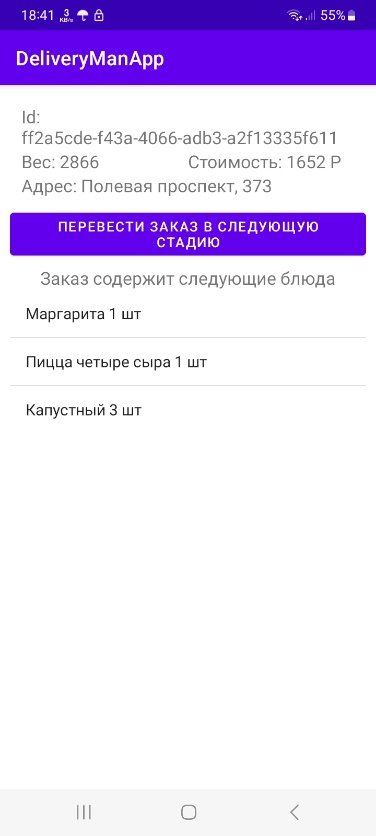 18:41 3 KB/s 55%
DeliveryManApp
Id:
ff2a5cde-f43a-4066-adb3-a2f13335f611
Вес: 2866 Стоимость: 1652 Р
Адрес: Полевая проспект, 373
ПЕРЕВЕСТИ ЗАКАЗ В СЛЕДУЮЩУЮ
СТАДИЮ
Заказ содержит следующие блюда
Маргарита 1 шт
Пицца четыре сыра 1 шт
Капустный 3 шт